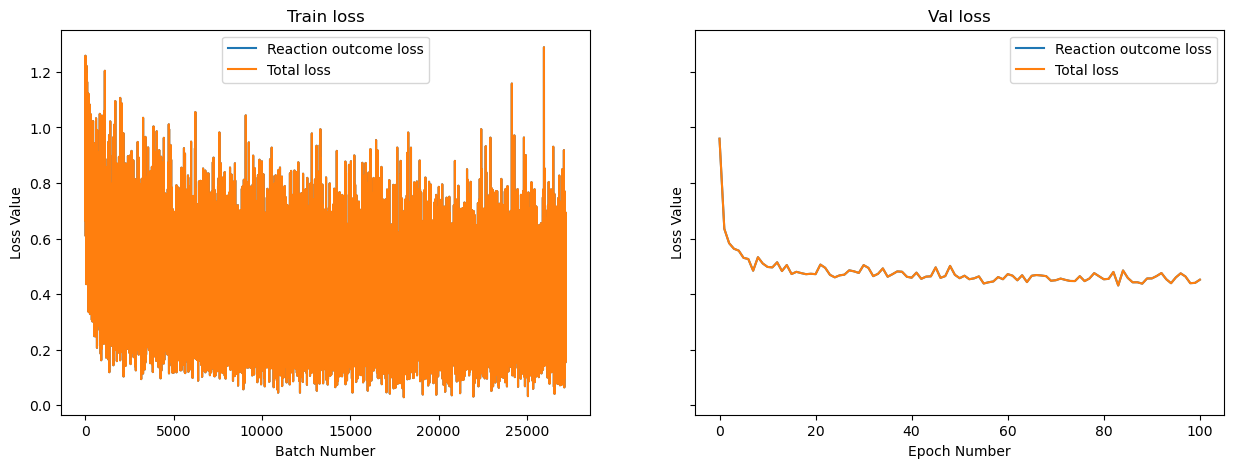 Train loss
Reaction outcome loss
Total loss
Loss Value
1.2
1.0
0.8
0.6
0.4
0.2
0.0
0
5000
10000
15000
20000
25000
Batch Number
Val loss
Reaction outcome loss
Total loss
Loss Value
0
20
40
60
80
100
Epoch Number